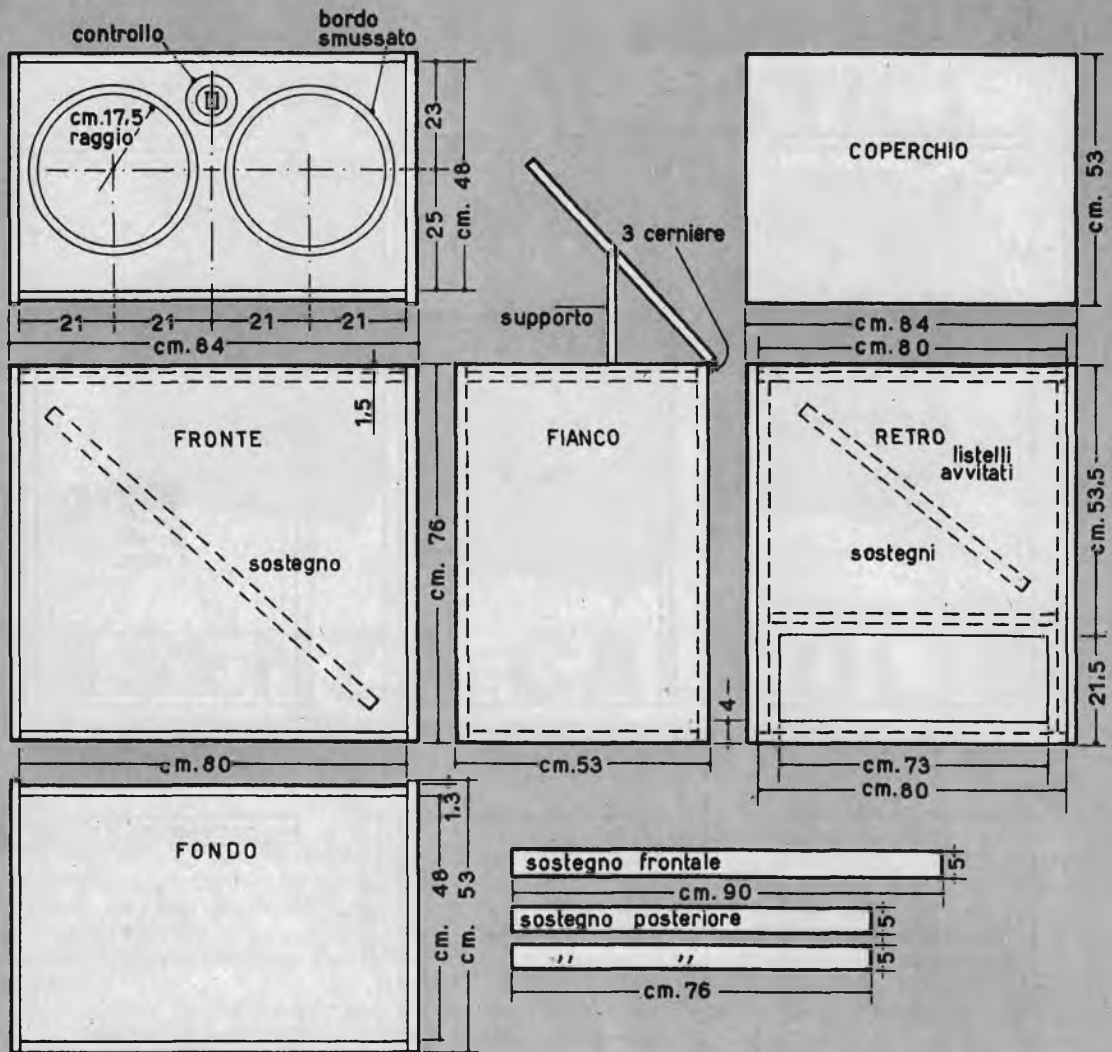 controllo
bordo
smussato
cm.17,5
raggio
23
25
cm. 48
21
21
21
21
cm. 84
COPERCHIO
cm. 53
3 cerniere
supporto
cm. 84
cm. 80
FRONTE
1,5
sostegno
cm. 76
cm. 80
FIANCO
4
cm.53
RETRO
listelli
avvitati
sostegni
cm.53.5
21,5
cm.73
cm.80
FONDO
1,3
cm. 48
cm. 53
sostegno frontale
5
cm. 90
sostegno posteriore
5
,, ,,
5
cm. 76